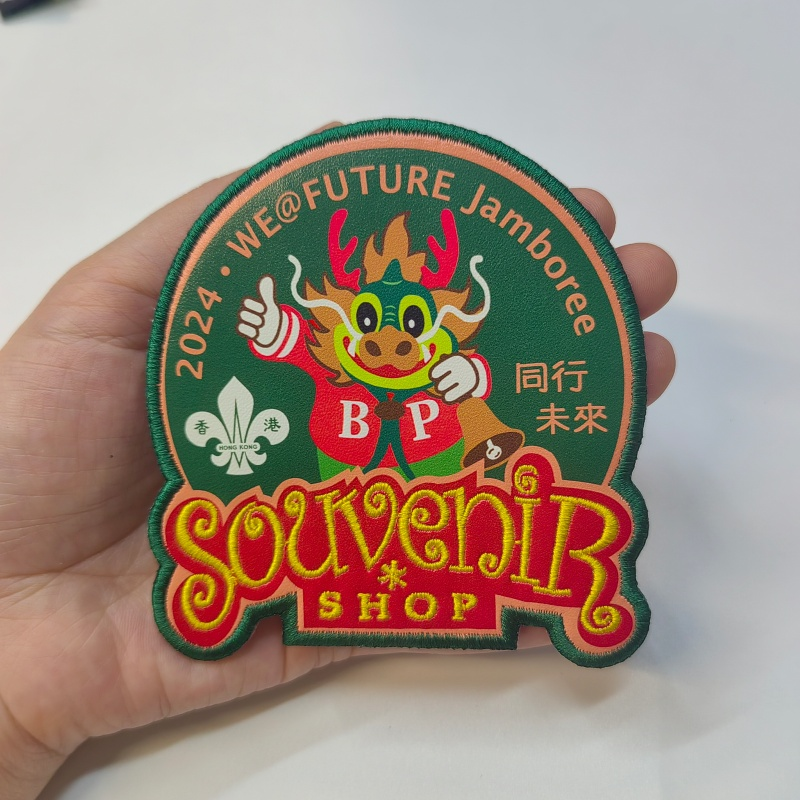 2024 • WE@FUTURE Jamboree
同行
未來
B P
香 港
HONG KONG
SOUVENIR
* SHOP